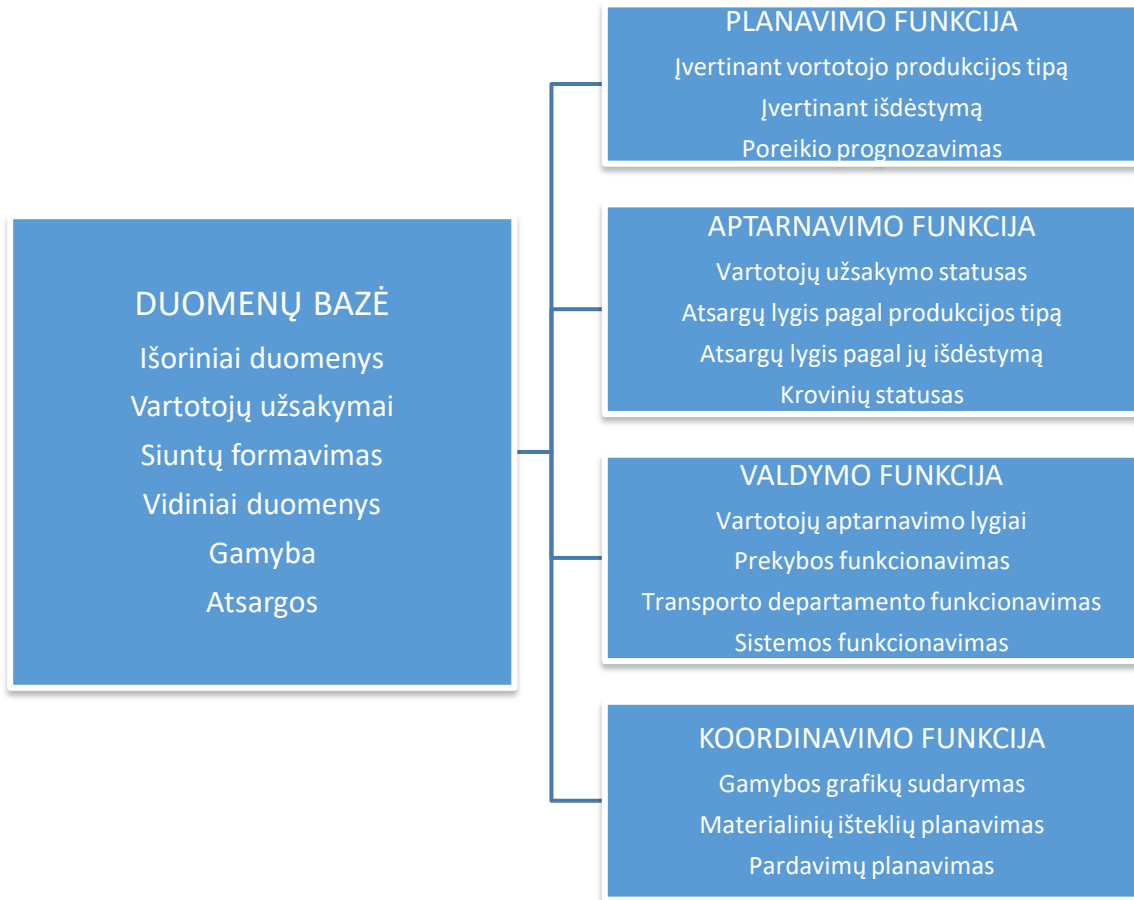 DUOMENŲ BAZĖ
Išoriniai duomenys
Vartotojų užsakymai
Siuntų formavimas
Vidiniai duomenys
Gamyba
Atsargos
PLANAVIMO FUNKCIJA
Įvertinant vortotojo produkcijos tipą
Įvertinant išdėstymą
Poreikio prognozavimas
APTARNAVIMO FUNKCIJA
Vartotojų užsakymo statusas
Atsargų lygis pagal produkcijos tipą
Atsargų lygis pagal jų išdėstymą
Krovinių statusas
VALDYMO FUNKCIJA
Vartotojų aptarnavimo lygiai
Prekybos funkcionavimas
Transporto departamento funkcionavimas
Sistemos funkcionavimas
KOORDINAVIMO FUNKCIJA
Gamybos grafikų sudarymas
Materialinių išteklių planavimas
Pardavimų planavimas